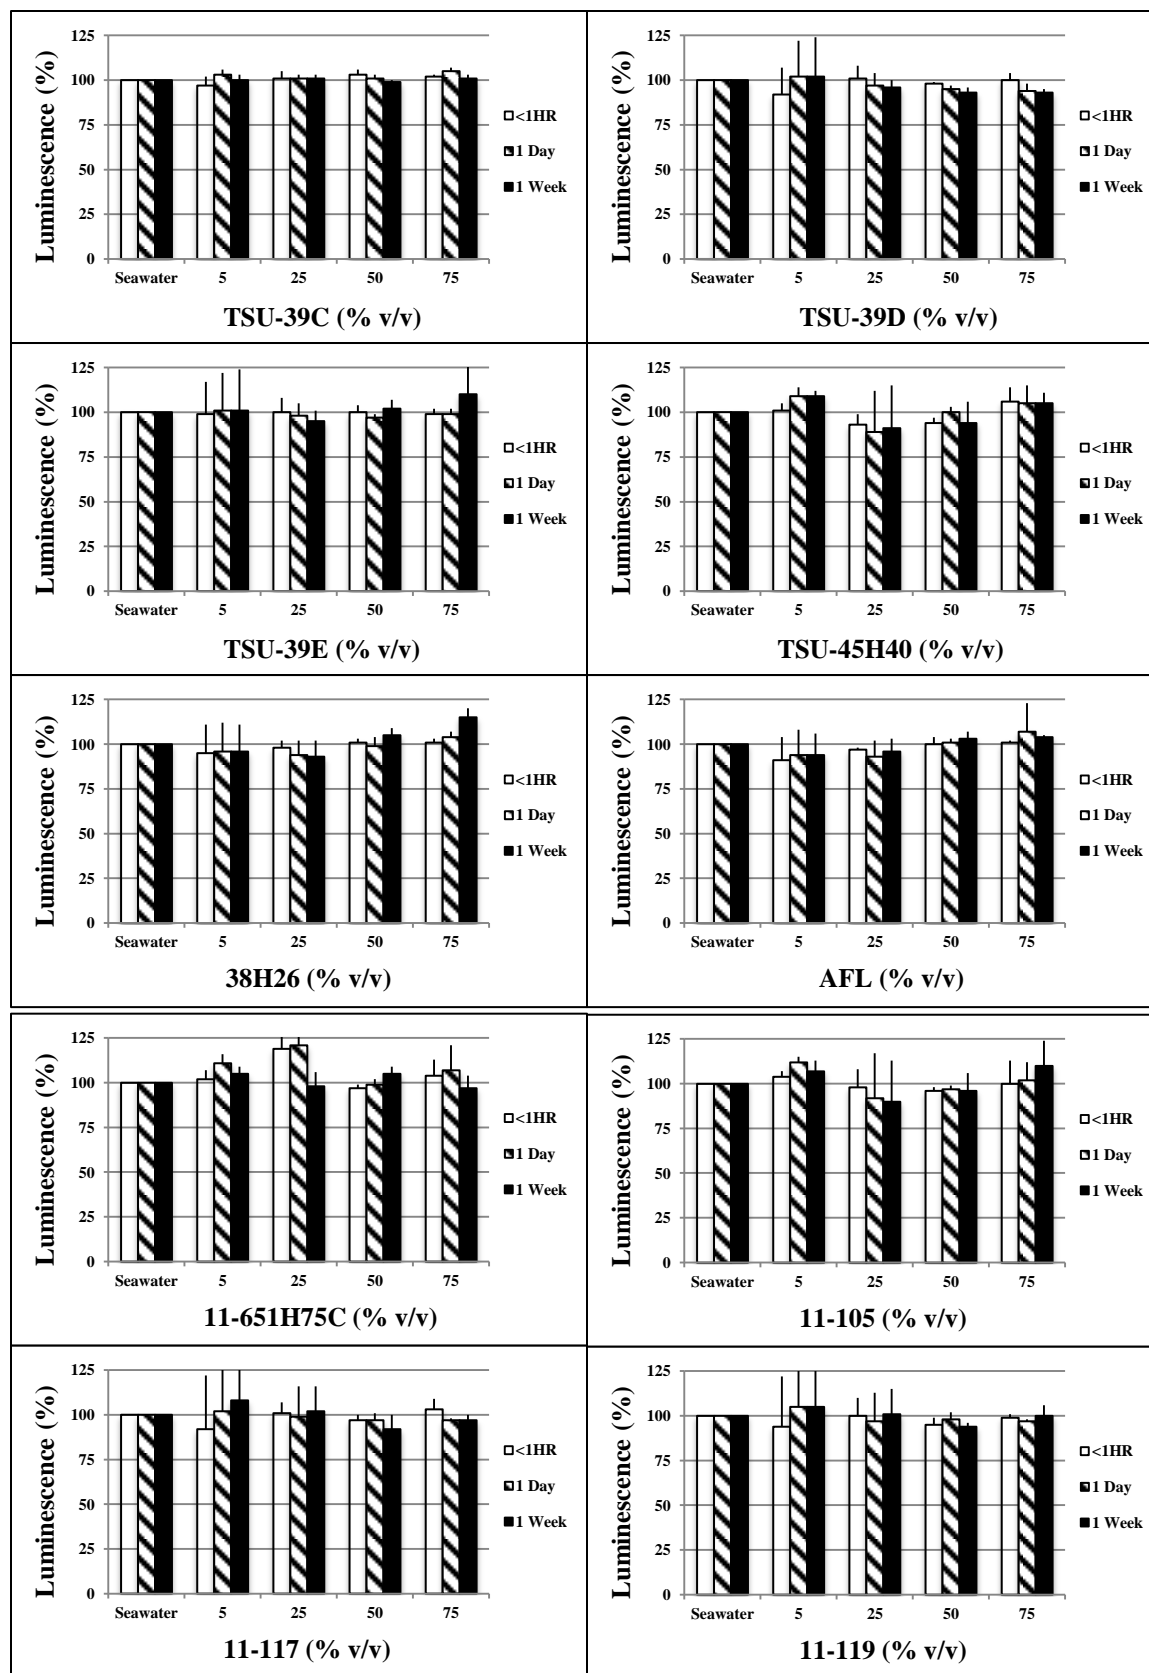 Luminescence (%)
125
100
75
50
25
0
Seawater 5 25 50 75
TSU-39C (% v/v)
<1HR
1 Day
1 Week
Luminescence (%)
125
100
75
50
25
0
Seawater 5 25 50 75
TSU-39D (% v/v)
<1HR
1 Day
1 Week
Luminescence (%)
125
100
75
50
25
0
Seawater 5 25 50 75
TSU-39E (% v/v)
<1HR
1 Day
1 Week
Luminescence (%)
125
100
75
50
25
0
Seawater 5 25 50 75
TSU-45H40 (% v/v)
<1HR
1 Day
1 Week
Luminescence (%)
125
100
75
50
25
0
Seawater 5 25 50 75
38H26 (% v/v)
<1HR
1 Day
1 Week
Luminescence (%)
125
100
75
50
25
0
Seawater 5 25 50 75
AFL (% v/v)
<1HR
1 Day
1 Week
Luminescence (%)
125
100
75
50
25
0
Seawater 5 25 50 75
11-651H75C (% v/v)
<1HR
1 Day
1 Week
Luminescence (%)
125
100
75
50
25
0
Seawater 5 25 50 75
11-105 (% v/v)
<1HR
1 Day
1 Week
Luminescence (%)
125
100
75
50
25
0
Seawater 5 25 50 75
11-117 (% v/v)
<1HR
1 Day
1 Week
Luminescence (%)
125
100
75
50
25
0
Seawater 5 25 50 75
11-119 (% v/v)
<1HR
1 Day
1 Week